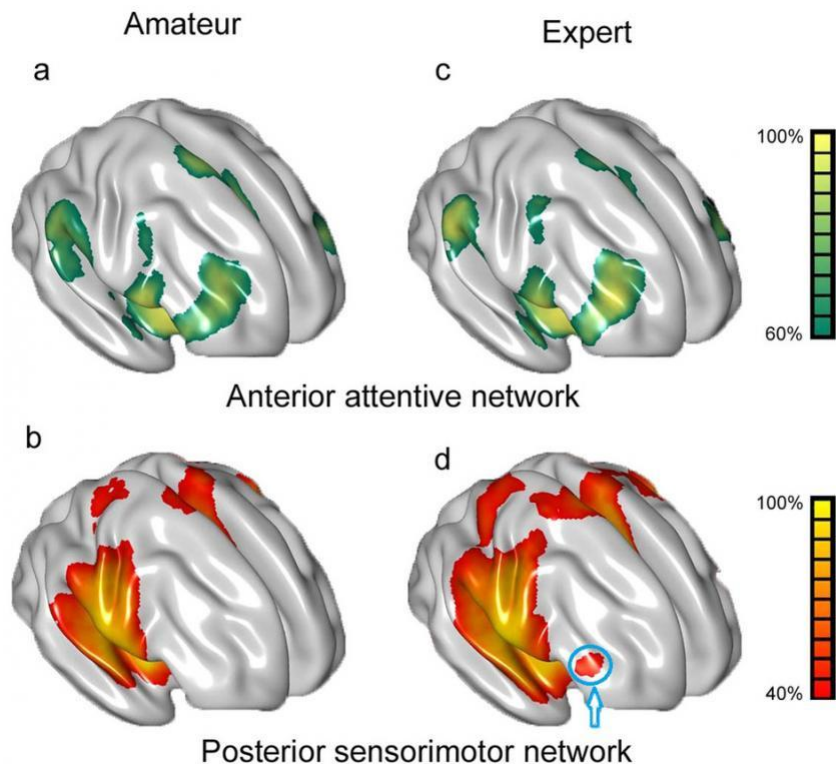 Amateur
Expert
a
c
100%
60%
Anterior attentive network
b
d
100%
40%
Posterior sensorimotor network